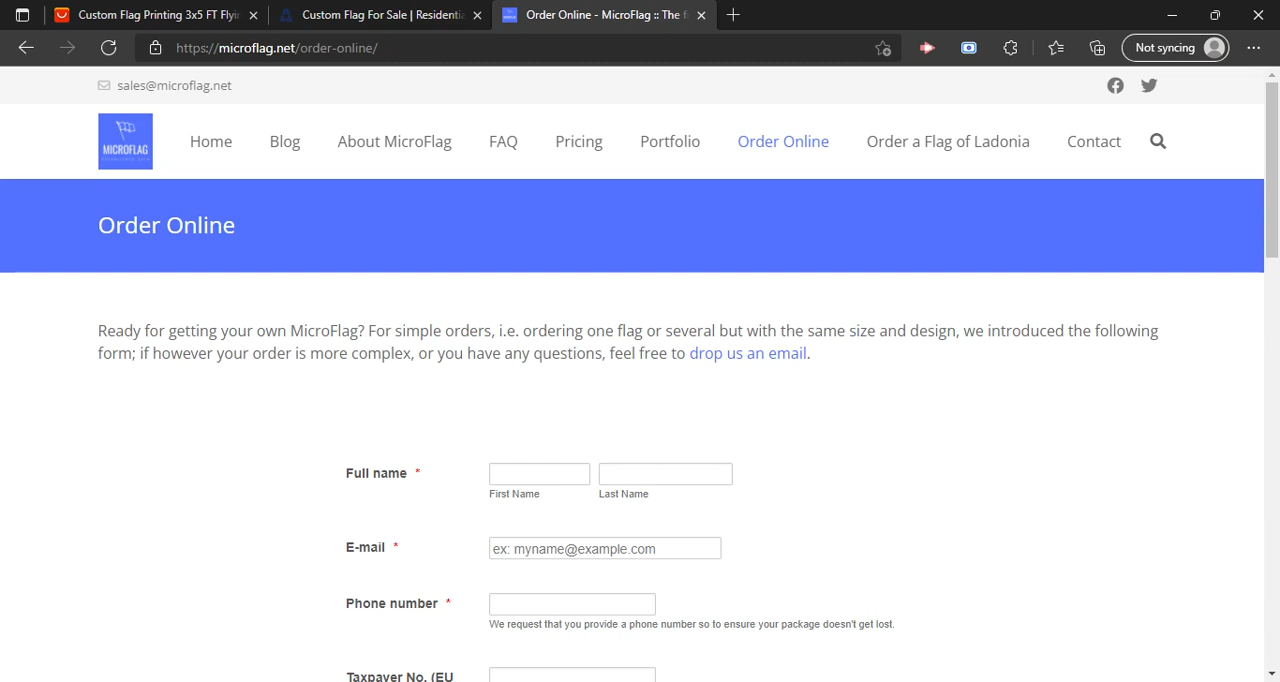 Custom Flag Printing 3x5 FT Flyi
Custom Flag For Sale | Residentia
Order Online - MicroFlag :: The f
https://microflag.net/order-online/
Not syncing
sales@microflag.net
MICROFLAG
Home
Blog
About MicroFlag
FAQ
Pricing
Portfolio
Order Online
Order a Flag of Ladonia
Contact
Order Online
Ready for getting your own MicroFlag? For simple orders, i.e. ordering one flag or several but with the same size and design, we introduced the following
form; if however your order is more complex, or you have any questions, feel free to drop us an email.
Full name *
First Name
Last Name
E-mail *
ex: myname@example.com
Phone number *
We request that you provide a phone number so to ensure your package doesn't get lost.
Taxpayer No. (EU